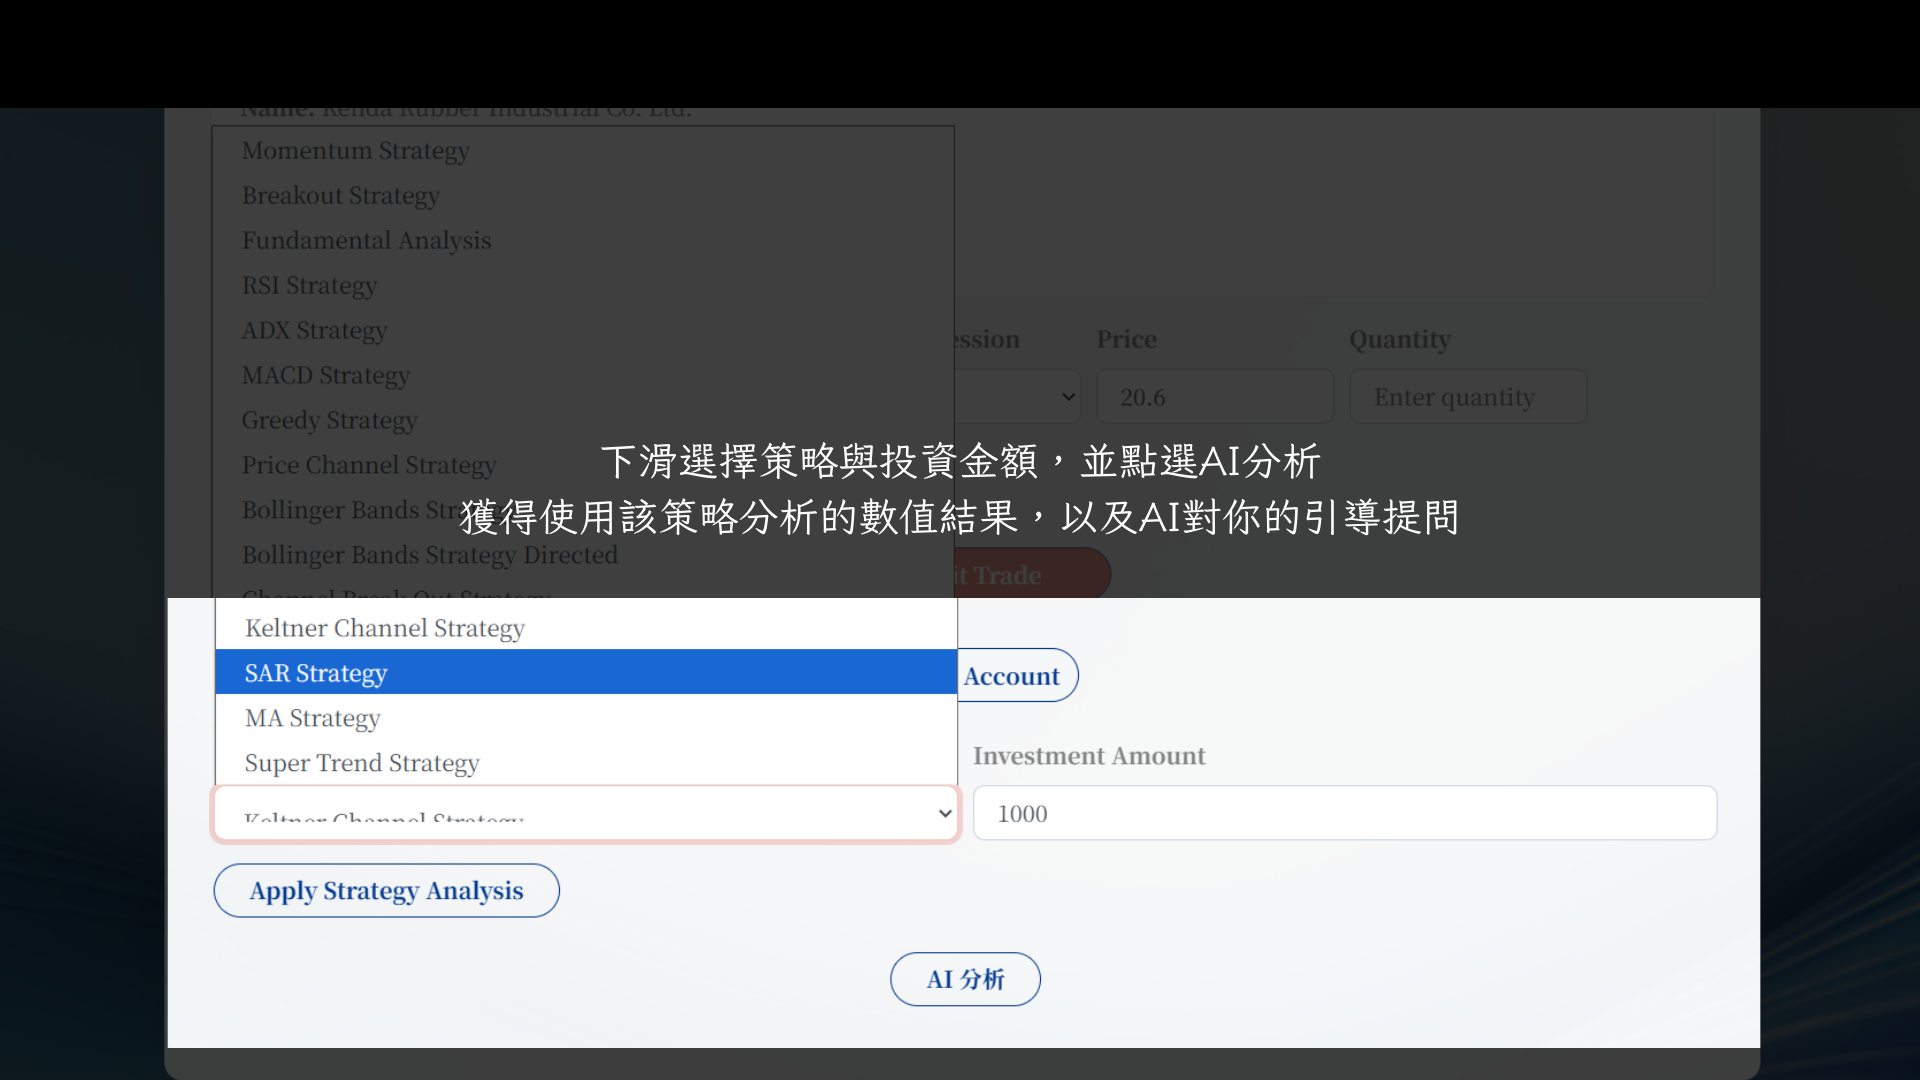 Name: Kenda Rubber Industrial Co. Ltd.
Momentum Strategy
Breakout Strategy
Fundamental Analysis
RSI Strategy
ADX Strategy
MACD Strategy
Greedy Strategy
Price Channel Strategy
Bollinger Bands
Bollinger Bands Strategy Directed
Channel Break Out Strategy
ession
Price
Quantity
20.6
Enter quantity
下滑選擇策略與投資金額，並點選AI分析
獲得使用該策略分析的數值結果，以及AI對你的引導提問
it Trade
Keltner Channel Strategy
SAR Strategy
MA Strategy
Super Trend Strategy
Account
Investment Amount
Keltner Channel Strategy
1000
Apply Strategy Analysis
AI 分析